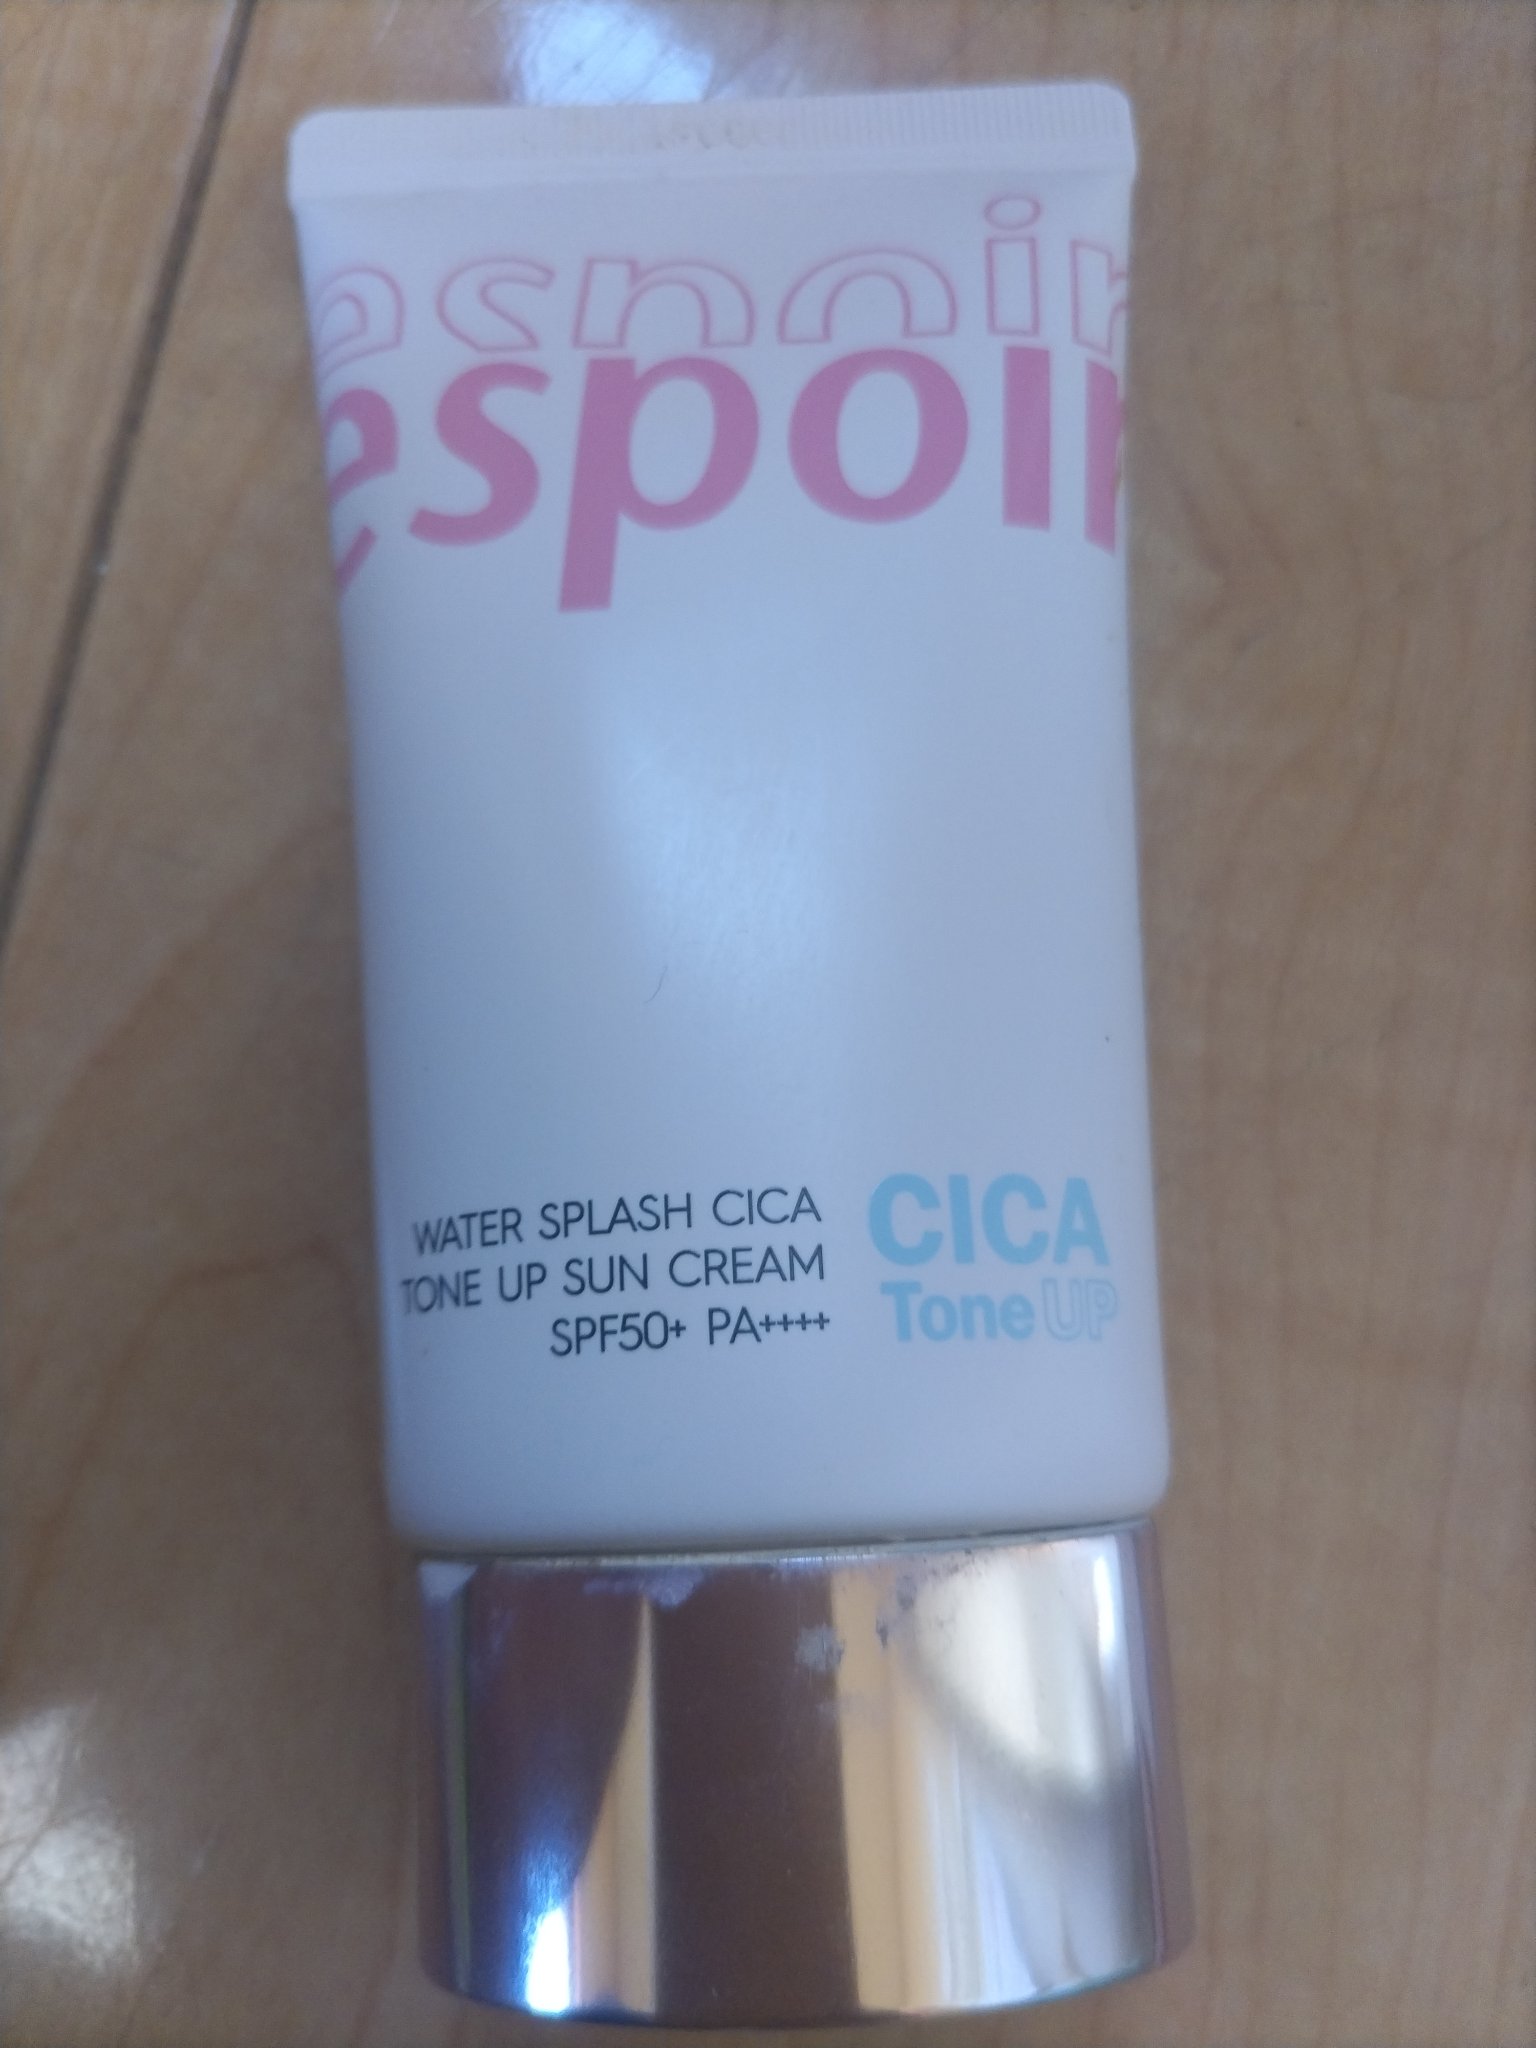 espoir
espoir
WATER SPLASH CICA
TONE UP SUN CREAM
SPF50+ PA++++
CICA
Tone UP